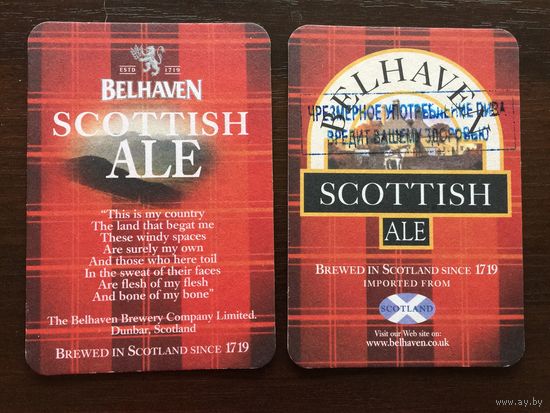 ESTD 1719
BELHAVEN
SCOTTISH
ALE
"This is my country
The land that begat me
These windy spaces
Are surely my own
And those who here toil
In the sweat of their faces
Are flesh of my flesh
And bone of my bone"
The Belhaven Brewery Company Limited.
Dunbar, Scotland
BREWED IN SCOTLAND SINCE 1719
BELHAVEN
ЧРЕЗМЕРНОЕ УПОТРЕБЛЕНИЕ ПИВА
ВРЕДИТ ВАШЕМУ ЗДОРОВЬЮ
SCOTTISH
ALE
BREWED IN SCOTLAND SINCE 1719
IMPORTED FROM
SCOTLAND
Visit our Web site on:
www.belhaven.co.uk
www.ay.by